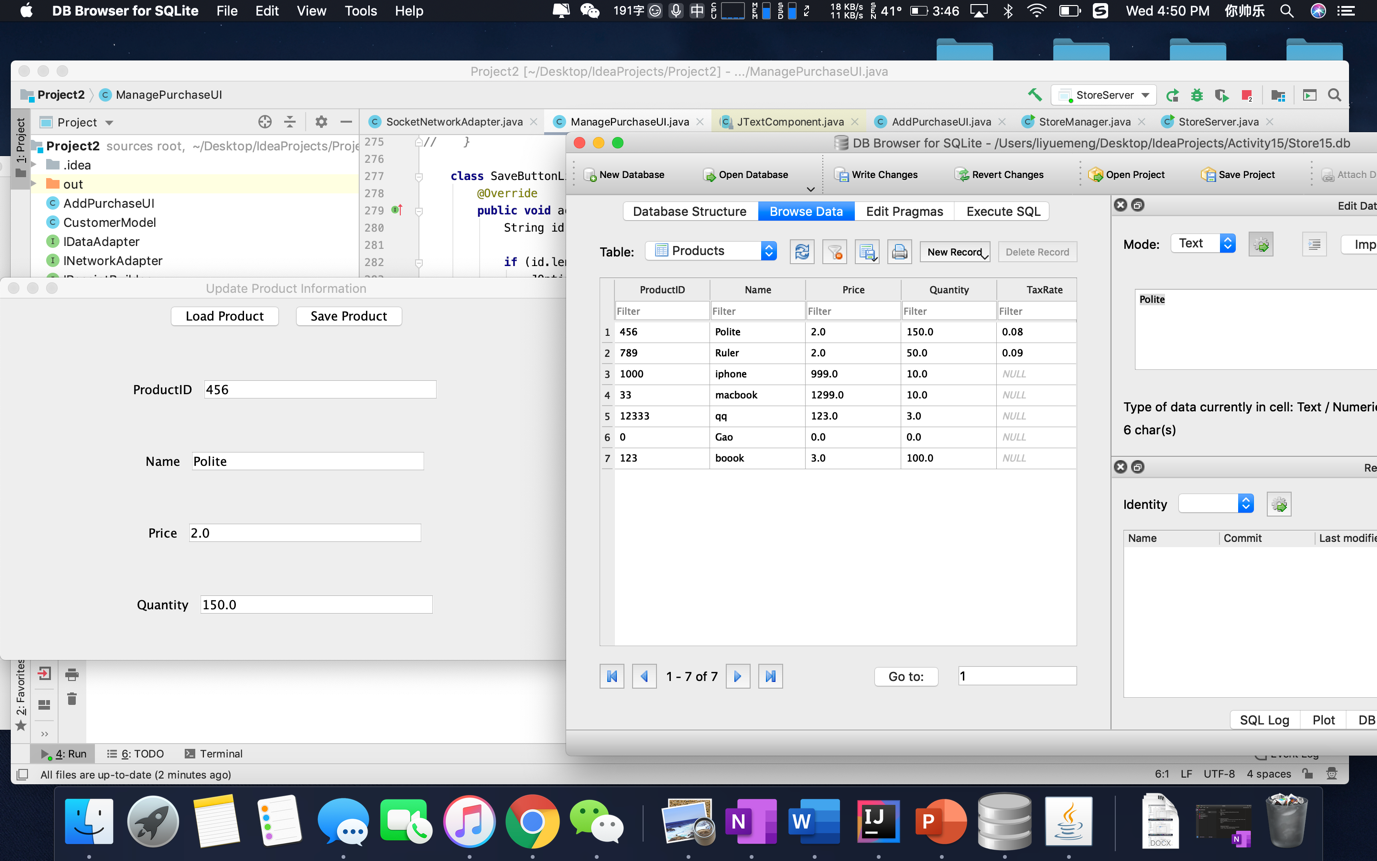 DB Browser for SQLite File Edit View Tools Help 191字 中 18 KB/s 11 KB/s 41° 3:46 Wed 4:50 PM 你帅乐
Project2 [~/Desktop/IdeaProjects/Project2] - .../ManagePurchaseUI.java
Project2 ManagePurchaseUI StoreServer
1: Project
Project
SocketNetworkAdapter.java ManagePurchaseUI.java JTextComponent.java AddPurchaseUI.java StoreManager.java StoreServer.java
Project2 sources root, ~/Desktop/IdeaProjects/Proje
.idea
out
AddPurchaseUI
CustomerModel
IDataAdapter
INetworkAdapter
275 // }
276
277 class SaveButtonL
278 @Override
279 public void ac
280 String id
281
282 if (id.len
DB Browser for SQLite - /Users/liyuemeng/Desktop/IdeaProjects/Activity15/Store15.db
New Database Open Database Write Changes Revert Changes Open Project Save Project Attach D
Database Structure Browse Data Edit Pragmas Execute SQL
Table: Products New Record Delete Record
ProductID Name Price Quantity TaxRate
Filter Filter Filter Filter Filter
1 456 Polite 2.0 150.0 0.08
2 789 Ruler 2.0 50.0 0.09
3 1000 iphone 999.0 10.0 NULL
4 33 macbook 1299.0 10.0 NULL
5 12333 qq 123.0 3.0 NULL
6 0 Gao 0.0 0.0 NULL
7 123 boook 3.0 100.0 NULL
1 - 7 of 7 Go to: 1
Edit Dat
Mode: Text Imp
Polite
Type of data currently in cell: Text / Numeri
6 char(s)
Re
Identity
Name Commit Last modifie
SQL Log Plot DB
Update Product Information
Load Product Save Product
ProductID 456
Name Polite
Price 2.0
Quantity 150.0
2: Favorites
4: Run 6: TODO Terminal
All files are up-to-date (2 minutes ago) 6:1 LF UTF-8 4 spaces
N W IJ P DOCX N